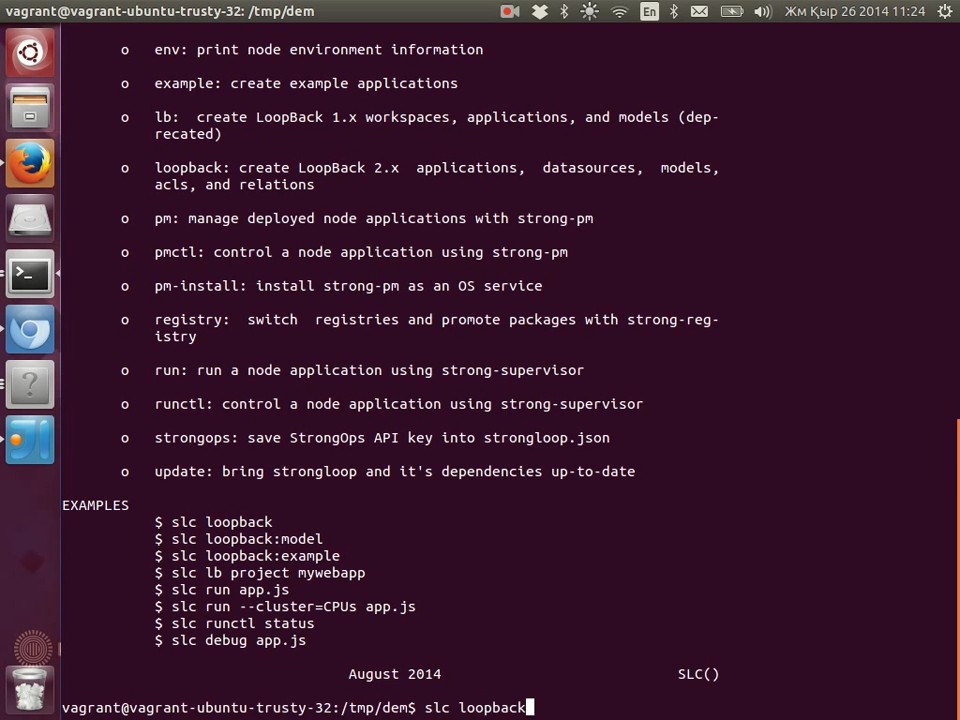 vagrant@vagrant-ubuntu-trusty-32: /tmp/dem En Жм Қыр 26 2014 11:24
o env: print node environment information
o example: create example applications
o lb: create LoopBack 1.x workspaces, applications, and models (dep-
recated)
o loopback: create LoopBack 2.x applications, datasources, models,
acls, and relations
o pm: manage deployed node applications with strong-pm
o pmctl: control a node application using strong-pm
o pm-install: install strong-pm as an OS service
o registry: switch registries and promote packages with strong-reg-
istry
o run: run a node application using strong-supervisor
o runctl: control a node application using strong-supervisor
o strongops: save StrongOps API key into strongloop.json
o update: bring strongloop and it's dependencies up-to-date
EXAMPLES
$ slc loopback
$ slc loopback:model
$ slc loopback:example
$ slc lb project mywebapp
$ slc run app.js
$ slc run --cluster=CPUs app.js
$ slc runctl status
$ slc debug app.js
August 2014 SLC()
vagrant@vagrant-ubuntu-trusty-32:/tmp/dem$ slc loopback